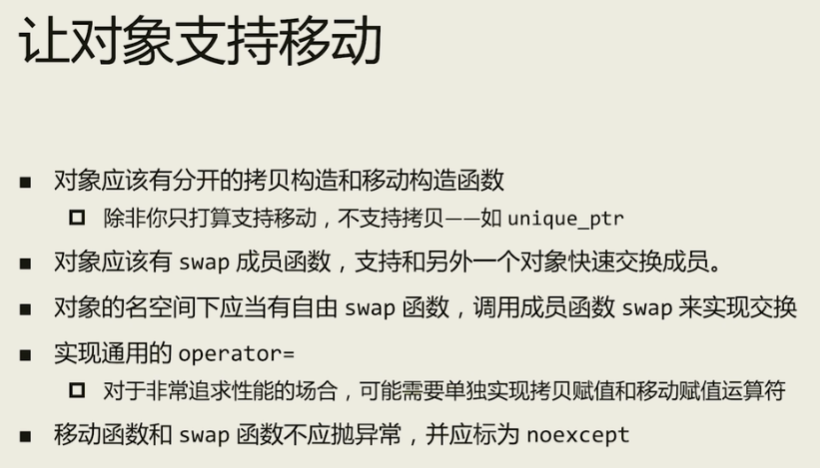 让对象支持移动
■ 对象应该有分开的拷贝构造和移动构造函数
□ 除非你只打算支持移动，不支持拷贝——如 unique_ptr
■ 对象应该有 swap 成员函数，支持和另外一个对象快速交换成员。
■ 对象的名空间下应当有自由 swap 函数，调用成员函数 swap 来实现交换
■ 实现通用的 operator=
□ 对于非常追求性能的场合，可能需要单独实现拷贝赋值和移动赋值运算符
■ 移动函数和 swap 函数不应抛异常，并应标为 noexcept